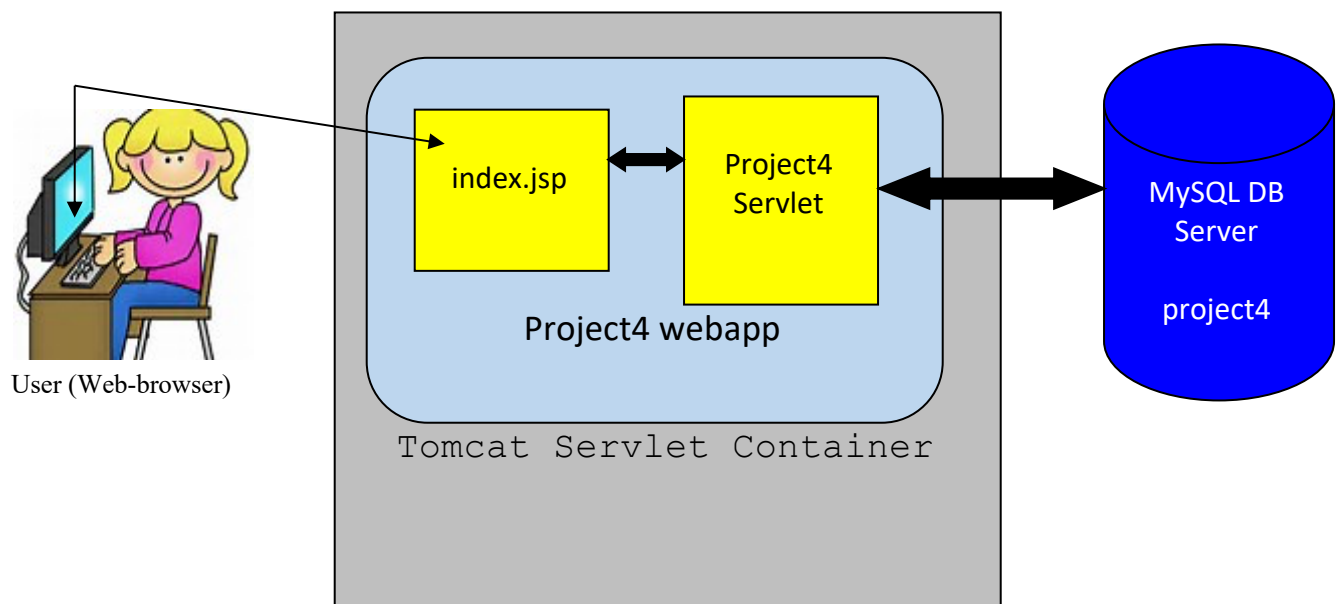 index.jsp
Project4
Servlet
Project4 webapp
Tomcat Servlet Container
MySQL DB
Server
project4
User (Web-browser)